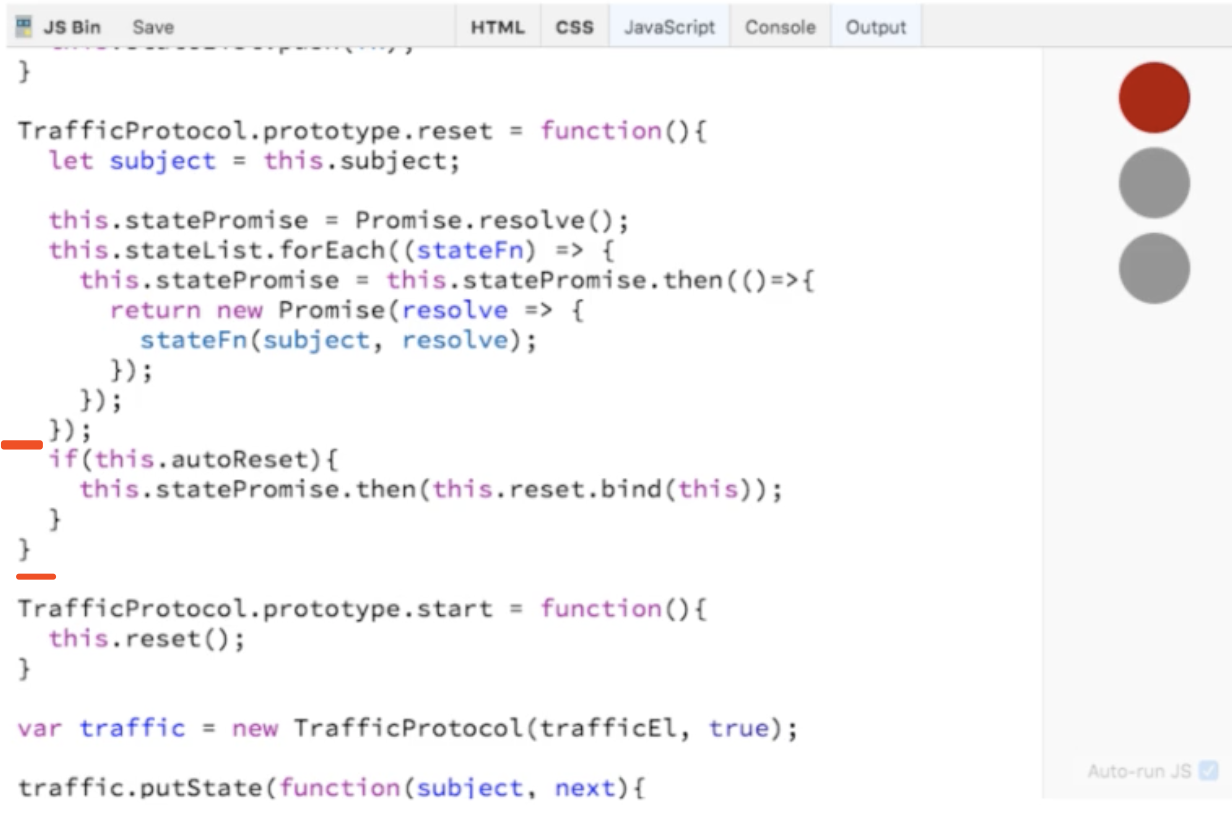 JS Bin Save HTML CSS JavaScript Console Output
}
TrafficProtocol.prototype.reset = function(){
let subject = this.subject;
this.statePromise = Promise.resolve();
this.stateList.forEach((stateFn) => {
this.statePromise = this.statePromise.then(()=>{
return new Promise(resolve => {
stateFn(subject, resolve);
});
});
});
if(this.autoReset){
this.statePromise.then(this.reset.bind(this));
}
}
TrafficProtocol.prototype.start = function(){
this.reset();
}
var traffic = new TrafficProtocol(trafficEl, true);
traffic.putState(function(subject, next){
Auto-run JS